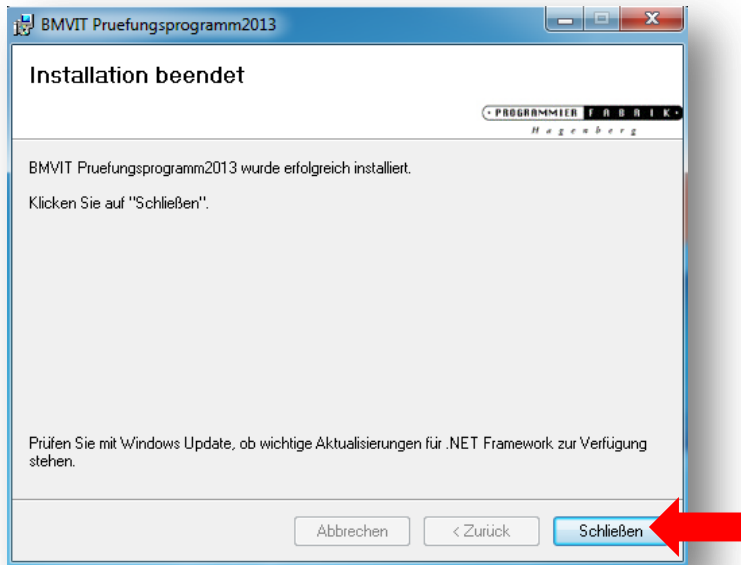 BMVIT Pruefungsprogramm2013
Installation beendet
PROGRAMMIER FABRIK
Hagenberg
BMVIT Pruefungsprogramm2013 wurde erfolgreich installiert.
Klicken Sie auf "Schließen".
Prüfen Sie mit Windows Update, ob wichtige Aktualisierungen für .NET Framework zur Verfügung
stehen.
Abbrechen < Zurück Schließen